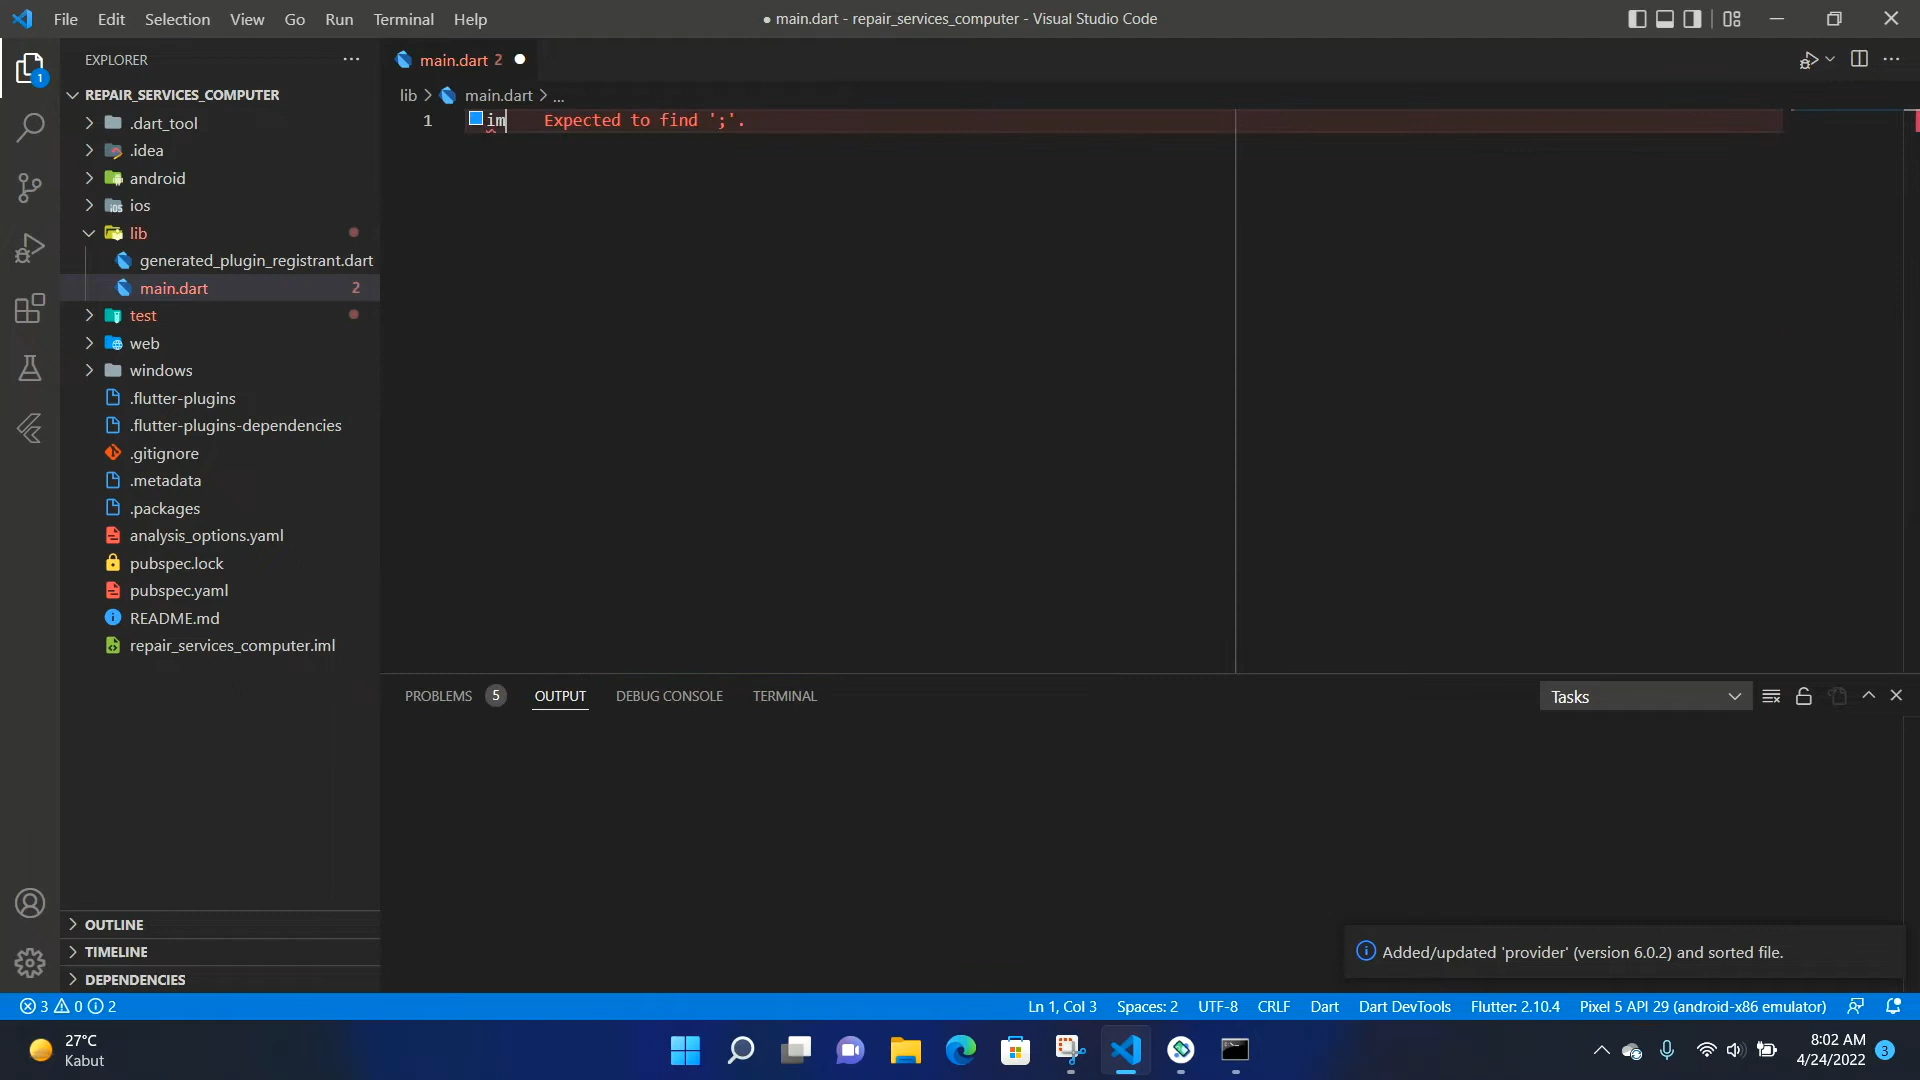 File Edit Selection View Go Run Terminal Help
● main.dart - repair_services_computer - Visual Studio Code
1
EXPLORER
REPAIR_SERVICES_COMPUTER
.dart_tool
.idea
android
ios
lib
generated_plugin_registrant.dart
main.dart 2
test
web
windows
.flutter-plugins
.flutter-plugins-dependencies
.gitignore
.metadata
.packages
analysis_options.yaml
pubspec.lock
pubspec.yaml
README.md
repair_services_computer.iml
OUTLINE
TIMELINE
DEPENDENCIES
main.dart 2
lib > main.dart > ...
1 im Expected to find ';'.
PROBLEMS 5 OUTPUT DEBUG CONSOLE TERMINAL
Tasks
Added/updated 'provider' (version 6.0.2) and sorted file.
3 0 2
Ln 1, Col 3 Spaces: 2 UTF-8 CRLF Dart Dart DevTools Flutter: 2.10.4 Pixel 5 API 29 (android-x86 emulator)
27°C
Kabut
8:02 AM
4/24/2022
3